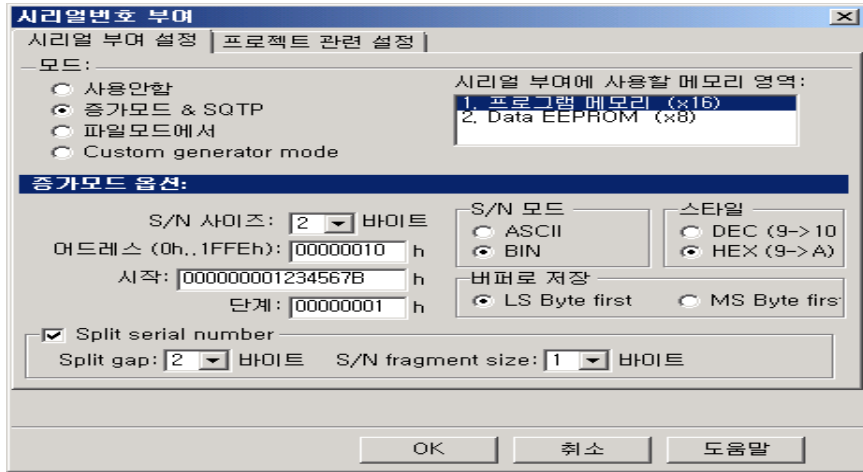 시리얼번호 부여
시리얼 부여 설정 프로젝트 관련 설정
모드:
사용안함
증가모드 & SQTP
파일모드에서
Custom generator mode
시리얼 부여에 사용할 메모리 영역:
1. 프로그램 메모리 (x16)
2. Data EEPROM (x8)
증가모드 옵션:
S/N 사이즈: 2 바이트
어드레스 (0h..1FFEh): 00000010 h
시작: 000000001234567B h
단계: 00000001 h
S/N 모드
ASCII
BIN
스타일
DEC (9->10
HEX (9->A)
버퍼로 저장
LS Byte first MS Byte firs
Split serial number
Split gap: 2 바이트 S/N fragment size: 1 바이트
OK 취소 도움말